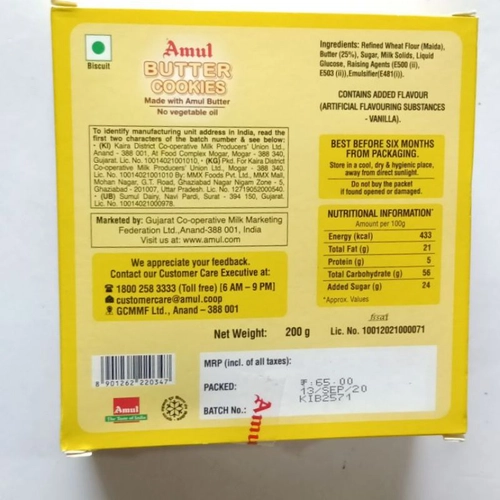 Biscuit
Amul
BUTTER
COOKIES
Made with Amul Butter
No vegetable oil
To identify manufacturing unit address in India, read the
first two characters of the batch number & see below:
- (KI) Kaira District Co-operative Milk Producers' Union Ltd.,
Anand - 388 001, At Food Complex Mogar, Mogar - 388 340,
Gujarat. Lic. No. 10014021001010, - (KG) Pkd. For Kaira District
Co-operative Milk Producers' Union Ltd., Mogar - 388 340.
Lic. No. 10014021001010 By: MMX Foods Pvt. Ltd., MMX Mall,
Mohan Nagar, G.T. Road, Ghaziabad Nagar Nigam Zone - 5,
Ghaziabad - 201007, Uttar Pradesh. Lic. No. 12719052000540.
- (UB) Sumul Dairy, Navi Pardi, Surat - 394 150, Gujarat.
Lic. No. 10014021000978.
Marketed by: Gujarat Co-operative Milk Marketing
Federation Ltd., Anand-388 001, India
Visit us at: www.amul.com
We appreciate your feedback.
Contact our Customer Care Executive at:
1800 258 3333 (Toll free) [6 AM – 9 PM]
customercare@amul.coop
GCMMF Ltd., Anand – 388 001
Ingredients: Refined Wheat Flour (Maida),
Butter (25%), Sugar, Milk Solids, Liquid
Glucose, Raising Agents (E500 (ii),
E503 (ii)),Emulsifier(E481(i)).
CONTAINS ADDED FLAVOUR
(ARTIFICIAL FLAVOURING SUBSTANCES
- VANILLA).
BEST BEFORE SIX MONTHS
FROM PACKAGING.
Store in a cool, dry & hygienic place,
away from direct sunlight.
Do not buy the packet
if found opened or damaged.
NUTRITIONAL INFORMATION*
Amount per 100g
Energy (kcal) 433
Total Fat (g) 21
Protein (g) 5
Total Carbohydrate (g) 56
Added Sugar (g) 24
*Approx. Values
fssai
Net Weight: 200 g
Lic. No. 10012021000071
8 901262 220347
Amul
The Taste of India
MRP (incl. of all taxes):
PACKED:
BATCH No.:
₹:65.00
13/SEP/20
KIB2571
Amu